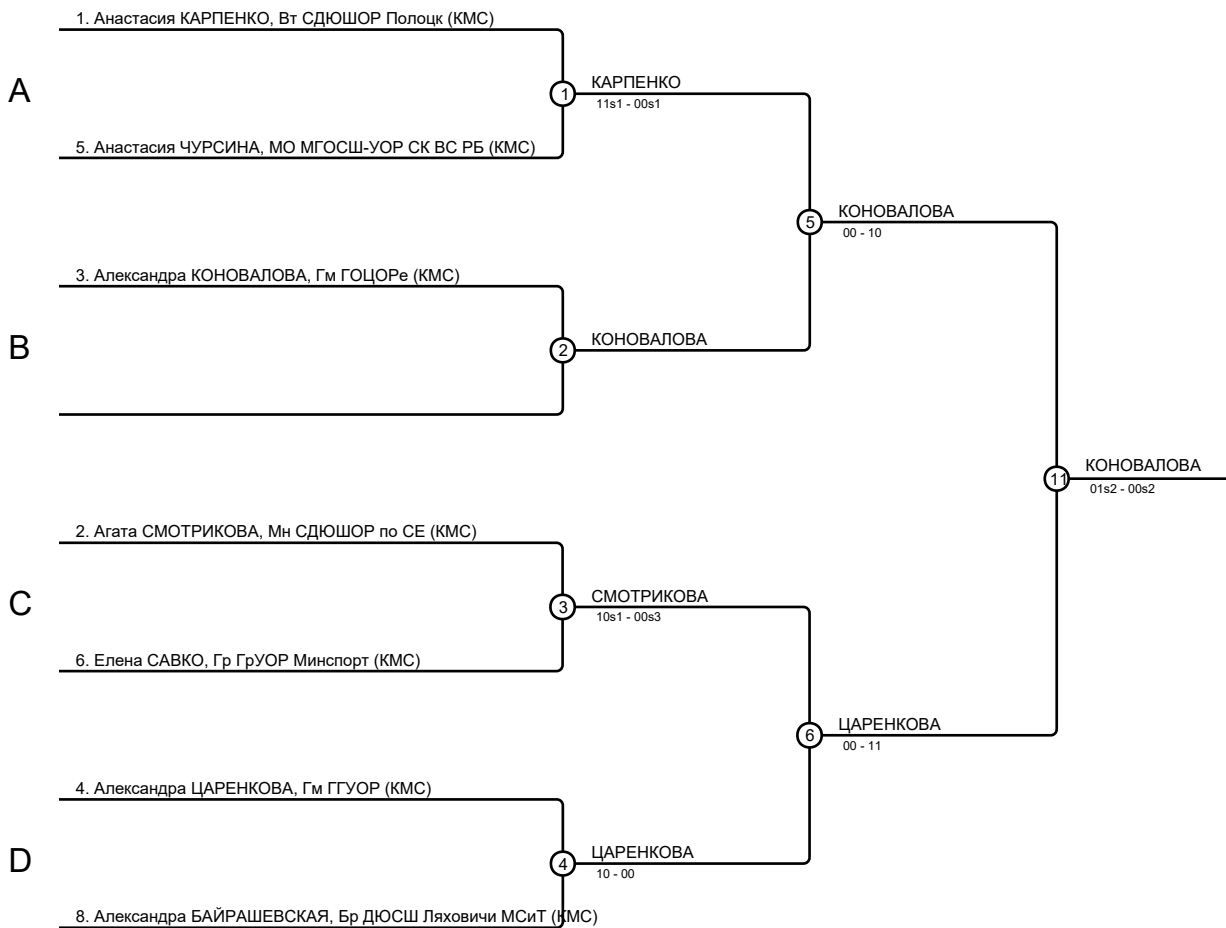 1. Анастасия КАРПЕНКО, Вт СДЮШОР Полоцк (КМС)
A
1
КАРПЕНКО
11s1 - 00s1
5. Анастасия ЧУРСИНА, МО МГОСШ-УОР СК ВС РБ (КМС)
5
КОНОВАЛОВА
00 - 10
3. Александра КОНОВАЛОВА, Гм ГОЦОРе (КМС)
B
2
КОНОВАЛОВА
11
КОНОВАЛОВА
01s2 - 00s2
2. Агата СМОТРИКОВА, Мн СДЮШОР по СЕ (КМС)
C
3
СМОТРИКОВА
10s1 - 00s3
6. Елена САВКО, Гр ГрУОР Минспорт (КМС)
6
ЦАРЕНКОВА
00 - 11
4. Александра ЦАРЕНКОВА, Гм ГГУОР (КМС)
D
4
ЦАРЕНКОВА
10 - 00
8. Александра БАЙРАШЕВСКАЯ, Бр ДЮСШ Ляховичи МСиТ (КМС)